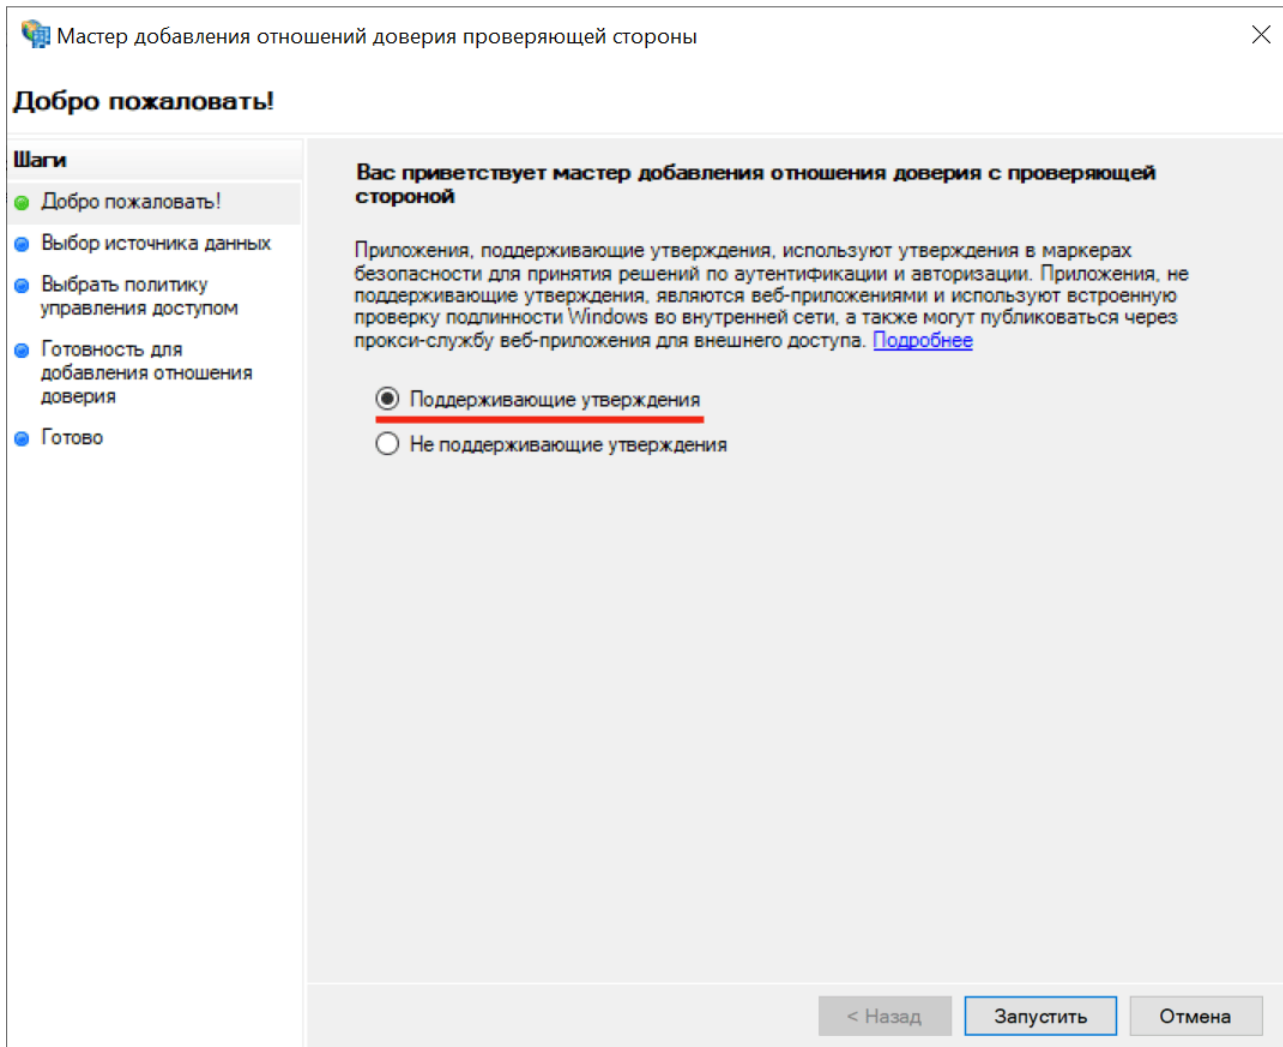 Мастер добавления отношений доверия проверяющей стороны
Добро пожаловать!
Шаги
Добро пожаловать!
Выбор источника данных
Выбрать политику
управления доступом
Готовность для
добавления отношения
доверия
Готово
Вас приветствует мастер добавления отношения доверия с проверяющей
стороной
Приложения, поддерживающие утверждения, используют утверждения в маркерах
безопасности для принятия решений по аутентификации и авторизации. Приложения, не
поддерживающие утверждения, являются веб-приложениями и используют встроенную
проверку подлинности Windows во внутренней сети, а также могут публиковаться через
прокси-службу веб-приложения для внешнего доступа. Подробнее
Поддерживающие утверждения
Не поддерживающие утверждения
< Назад
Запустить
Отмена